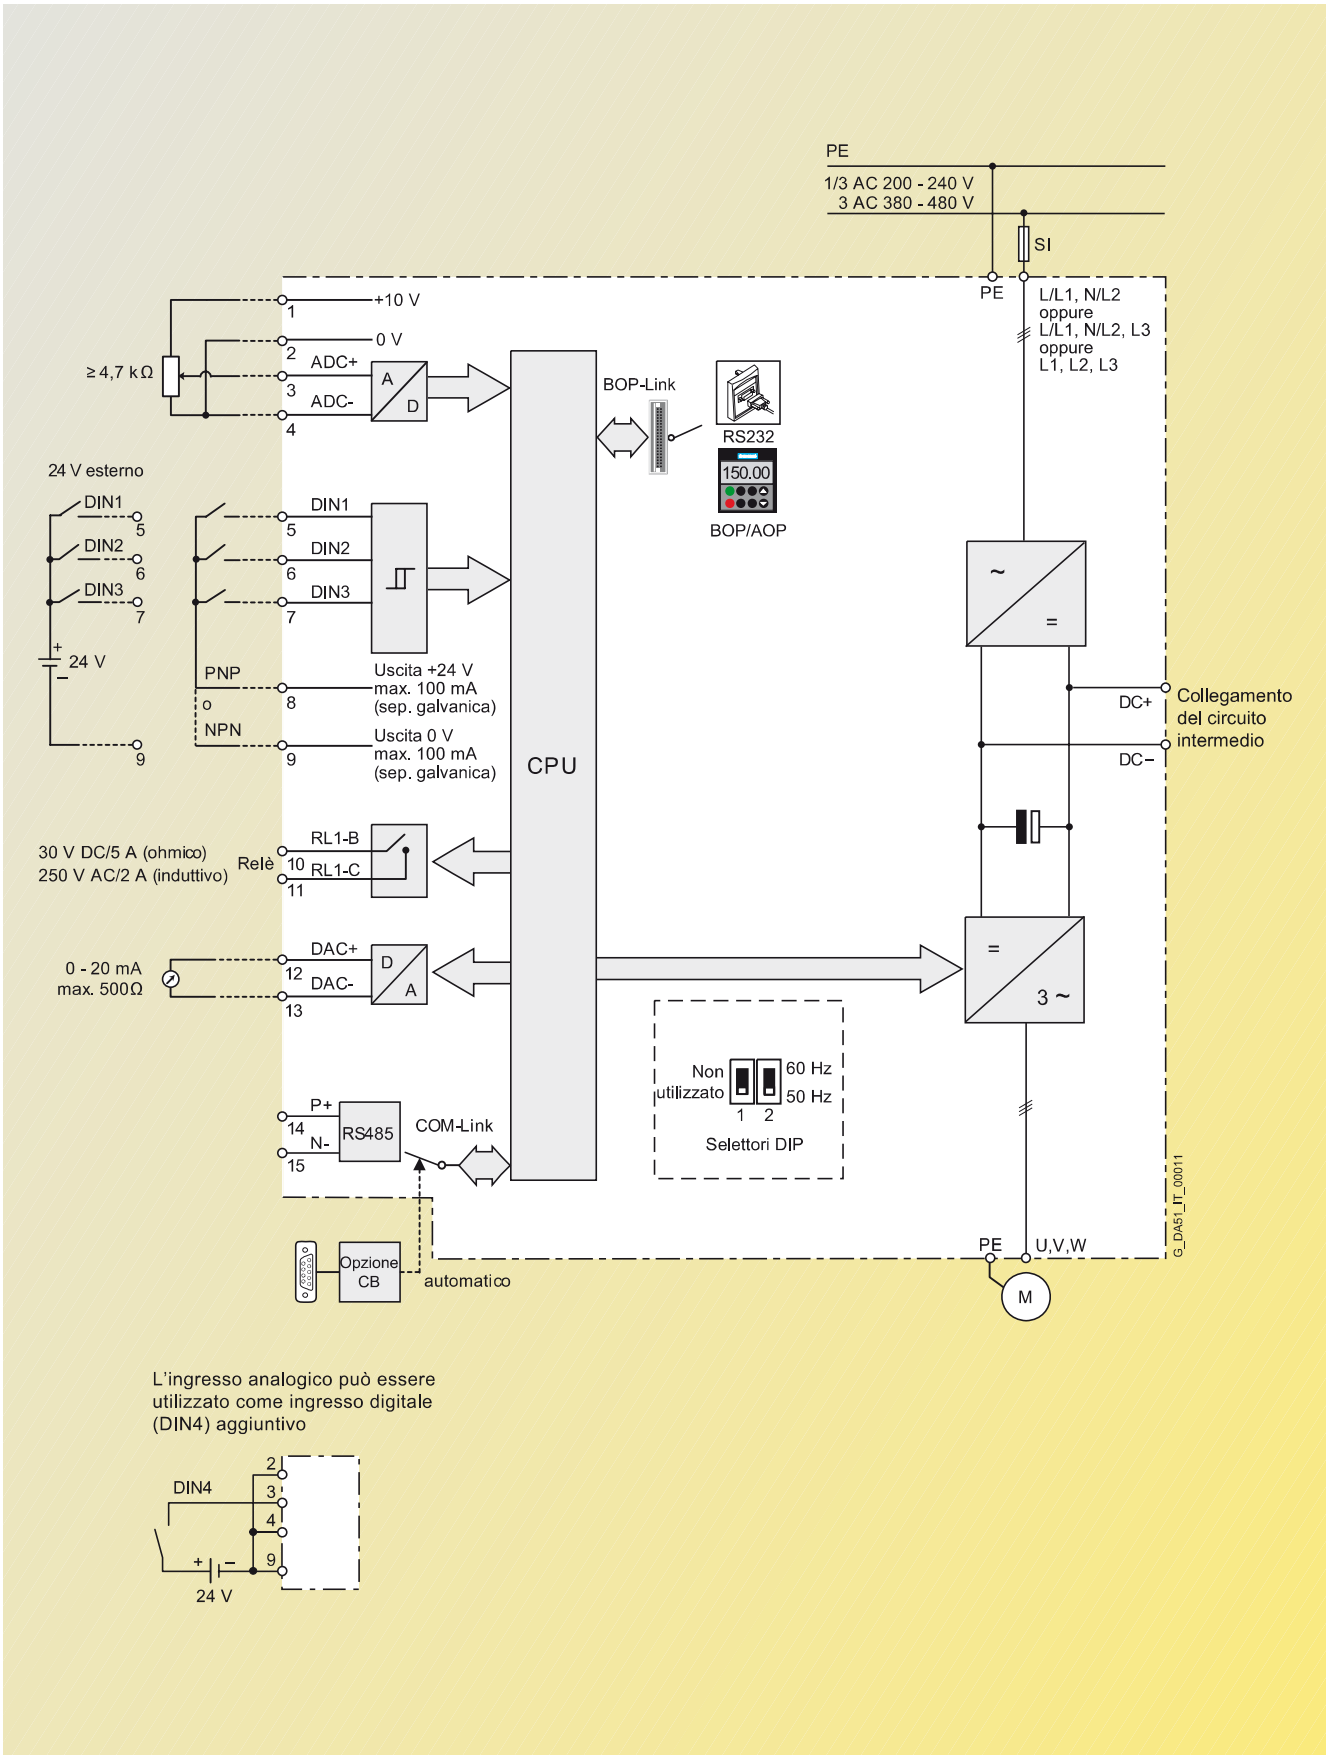 PE
1/3 AC 200 - 240 V
3 AC 380 - 480 V
SI
PE
L/L1, N/L2
oppure
L/L1, N/L2, L3
oppure
L1, L2, L3
1
+10 V
2
0 V
≥ 4,7 kΩ
3
ADC+
4
ADC-
A
D
BOP-Link
RS232
150.00
BOP/AOP
24 V esterno
DIN1
5
DIN2
6
DIN3
7
+
24 V
–
9
DIN1
5
DIN2
6
DIN3
7
PNP
o
NPN
8
Uscita +24 V
max. 100 mA
(sep. galvanica)
9
Uscita 0 V
max. 100 mA
(sep. galvanica)
CPU
~
=
DC+
DC–
Collegamento
del circuito
intermedio
30 V DC/5 A (ohmico)
250 V AC/2 A (induttivo)
Relè
RL1-B
10
RL1-C
11
0 - 20 mA
max. 500Ω
DAC+
12
DAC-
13
D
A
=
3 ~
Non
utilizzato
60 Hz
50 Hz
1
2
Selettori DIP
P+
14
N-
15
RS485
COM-Link
Opzione
CB
automatico
PE
U,V,W
M
G_DA51_IT_00011
L'ingresso analogico può essere
utilizzato come ingresso digitale
(DIN4) aggiuntivo
DIN4
2
3
4
9
+
–
24 V